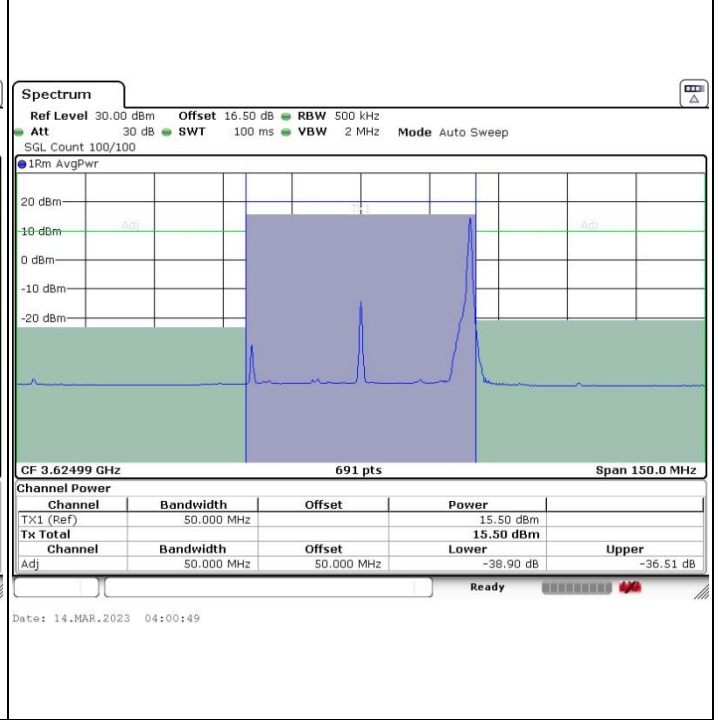 Spectrum
Ref Level 30.00 dBm Offset 16.50 dB RBW 500 kHz
Att 30 dB SWT 100 ms VBW 2 MHz Mode Auto Sweep
SGL Count 100/100
1Rm AvgPwr
20 dBm
TX1
Adj
10 dBm
Adj
0 dBm
-10 dBm
-20 dBm
CF 3.62499 GHz 691 pts Span 150.0 MHz
Channel Power
Channel Bandwidth Offset Power
TX1 (Ref) 50.000 MHz 15.50 dBm
Tx Total 15.50 dBm
Channel Bandwidth Offset Lower Upper
Adj 50.000 MHz 50.000 MHz -38.90 dB -36.51 dB
Ready
Date: 14.MAR.2023 04:00:49